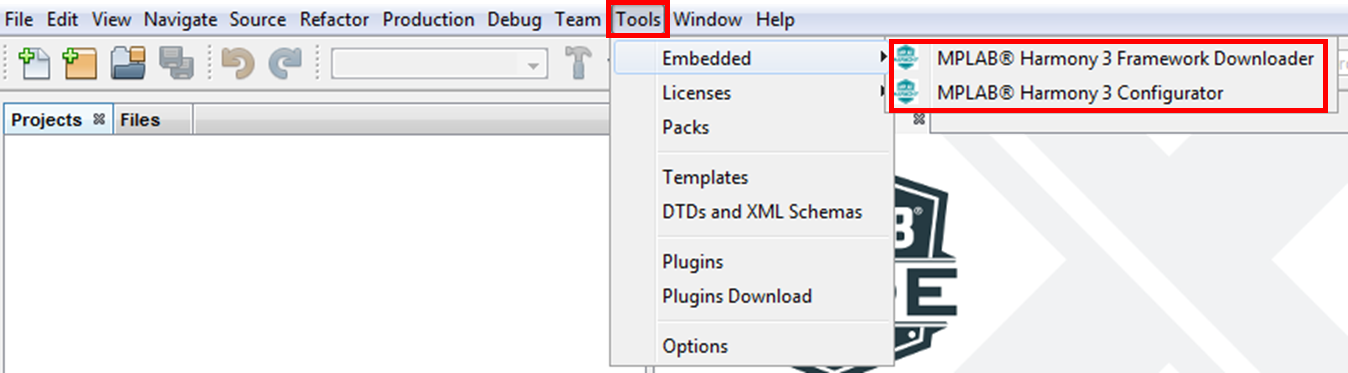 File Edit View Navigate Source Refactor Production Debug Team Tools Window Help
Embedded
MPLAB® Harmony 3 Framework Downloader
Licenses
MPLAB® Harmony 3 Configurator
Packs
Projects Files
Templates
DTDs and XML Schemas
Plugins
Plugins Download
Options